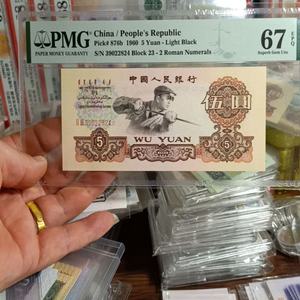 PMG
PAPER MONEY GUARANTY
China / People's Republic
Pick# 876b 1960 5 Yuan - Light Black
S/N 39022824 Block 23 - 2 Roman Numerals
67 EPQ
Superb Gem Unc
中国人民银行
伍圆
WU YUAN
5
5